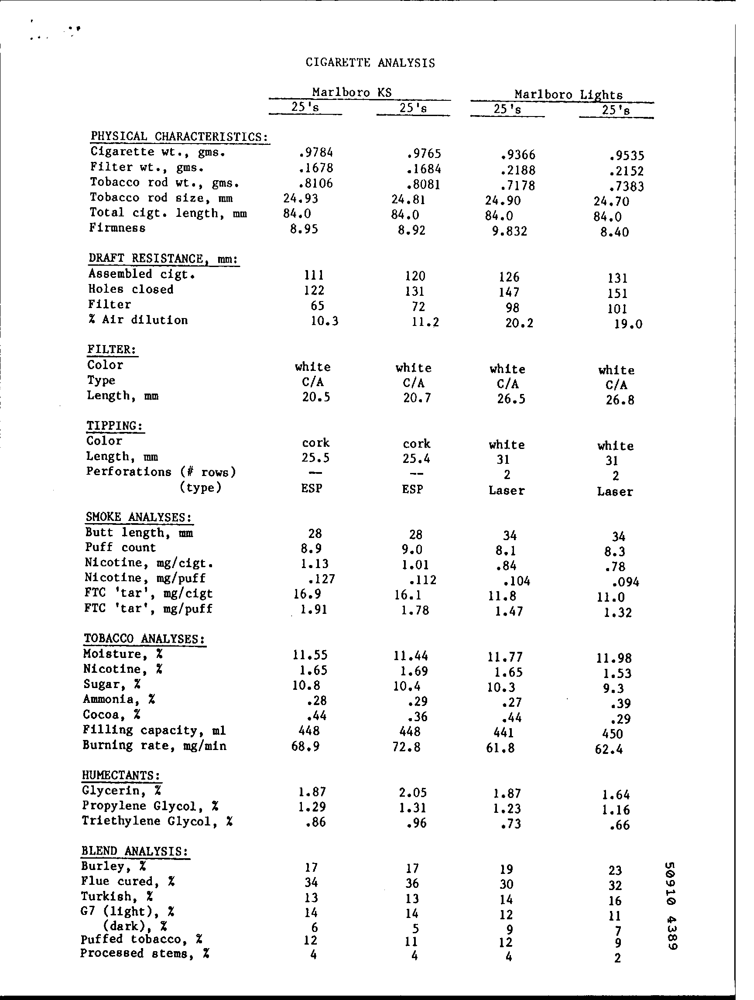 CIGARETTE ANALYSIS
Marlboro KS Marlboro Lights
25's 25's 25's 25's
PHYSICAL CHARACTERISTICS:
Cigarette wt., gms. .9784 .9765 .9366 .9535
Filter wt., gms. .1678 .1684 .2188 .2152
Tobacco rod wt., gms. .8106 .8081 .7178 .7383
Tobacco rod size, mm 24.93 24.81 24.90 24.70
Total cigt. length, mm 84.0 84.0 84.0 84.0
Firmness 8.95 8.92 9.832 8.40
DRAFT RESISTANCE, mm:
Assembled cigt. 111 120 126 131
Holes closed 122 131 147 151
Filter 65 72 98 101
% Air dilution 10.3 11.2 20.2 19.0
FILTER:
Color white white white white
Type C/A C/A C/A C/A
Length, mm 20.5 20.7 26.5 26.8
TIPPING:
Color cork cork white white
Length, mm 25.5 25.4 31 31
Perforations (# rows) -- -- 2 2
(type) ESP ESP Laser Laser
SMOKE ANALYSES:
Butt length, mm 28 28 34 34
Puff count 8.9 9.0 8.1 8.3
Nicotine, mg/cigt. 1.13 1.01 .84 .78
Nicotine, mg/puff .127 .112 .104 .094
FTC 'tar', mg/cigt 16.9 16.1 11.8 11.0
FTC 'tar', mg/puff 1.91 1.78 1.47 1.32
TOBACCO ANALYSES:
Moisture, % 11.55 11.44 11.77 11.98
Nicotine, % 1.65 1.69 1.65 1.53
Sugar, % 10.8 10.4 10.3 9.3
Ammonia, % .28 .29 .27 .39
Cocoa, % .44 .36 .44 .29
Filling capacity, ml 448 448 441 450
Burning rate, mg/min 68.9 72.8 61.8 62.4
HUMECTANTS:
Glycerin, % 1.87 2.05 1.87 1.64
Propylene Glycol, % 1.29 1.31 1.23 1.16
Triethylene Glycol, % .86 .96 .73 .66
BLEND ANALYSIS:
Burley, % 17 17 19 23
Flue cured, % 34 36 30 32
Turkish, % 13 13 14 16
G7 (light), % 14 14 12 11
(dark), % 6 5 9 7
Puffed tobacco, % 12 11 12 9
Processed stems, % 4 4 4 2
50910 4389